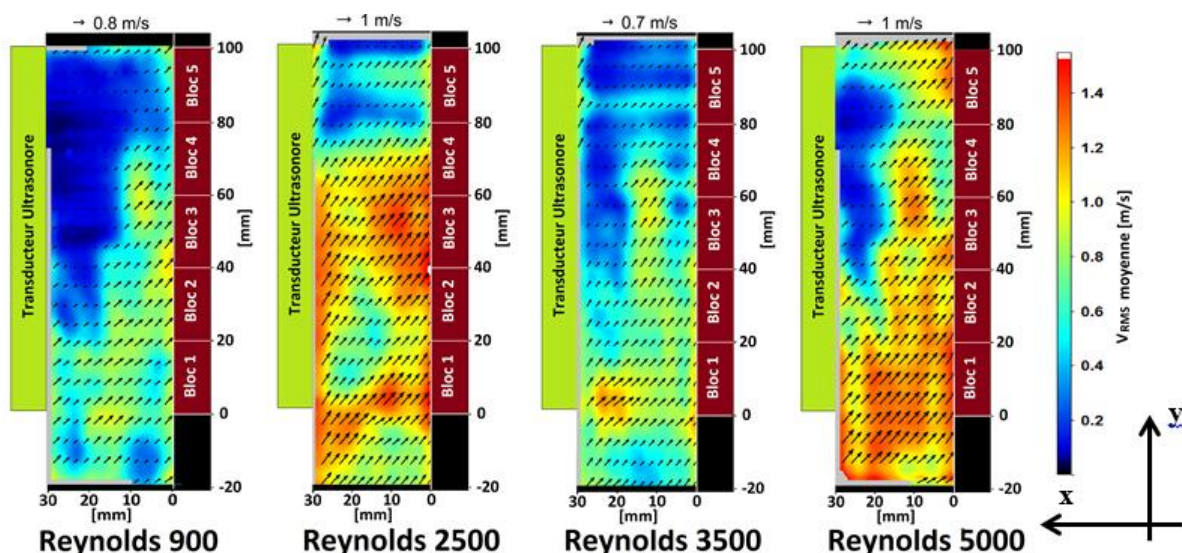 → 0.8 m/s
Transducteur Ultrasonore
Bloc 5
Bloc 4
Bloc 3
Bloc 2
Bloc 1
100
80
60
40
20
0
-20
[mm]
30 20 10 0
[mm]
Reynolds 900
→ 1 m/s
Transducteur Ultrasonore
Bloc 5
Bloc 4
Bloc 3
Bloc 2
Bloc 1
100
80
60
40
20
0
-20
[mm]
30 20 10 0
[mm]
Reynolds 2500
→ 0.7 m/s
Transducteur Ultrasonore
Bloc 5
Bloc 4
Bloc 3
Bloc 2
Bloc 1
100
80
60
40
20
0
-20
[mm]
30 20 10 0
[mm]
Reynolds 3500
→ 1 m/s
Transducteur Ultrasonore
Bloc 5
Bloc 4
Bloc 3
Bloc 2
Bloc 1
100
80
60
40
20
0
-20
[mm]
30 20 10 0
[mm]
Reynolds 5000
1.4
1.2
1.0
0.8
0.6
0.4
0.2
VRMS moyenne [m/s]
y
x